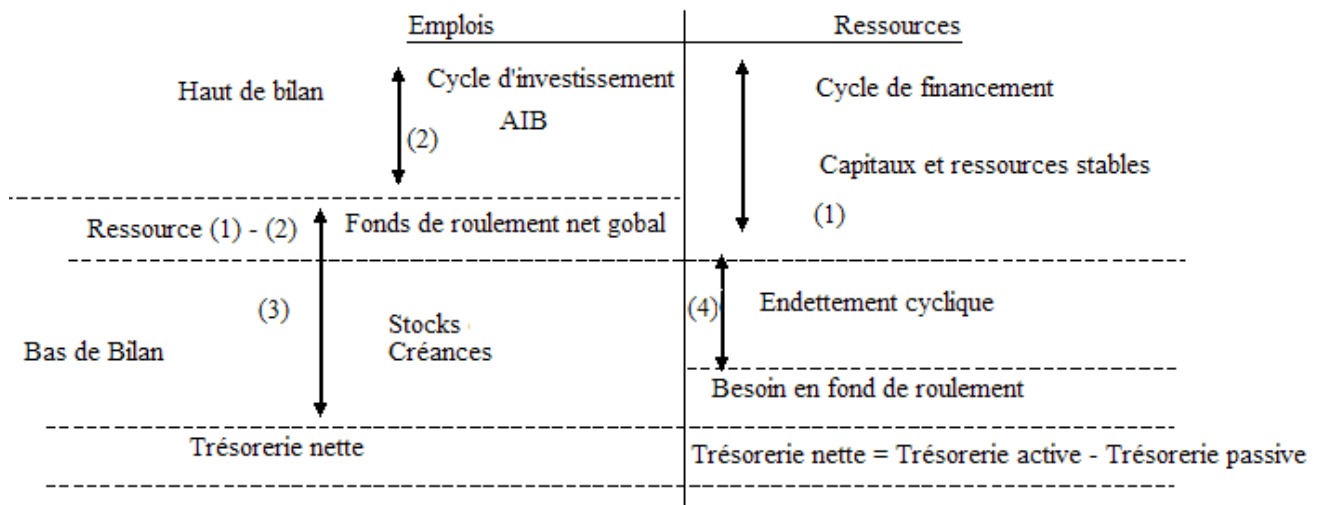 Emplois
Ressources
Haut de bilan
Cycle d'investissement
AIB
(2)
Cycle de financement
Capitaux et ressources stables
(1)
Ressource (1) - (2)
Fonds de roulement net gobal
(3)
Stocks
Créances
Bas de Bilan
(4)
Endettement cyclique
Besoin en fond de roulement
Trésorerie nette
Trésorerie nette = Trésorerie active - Trésorerie passive